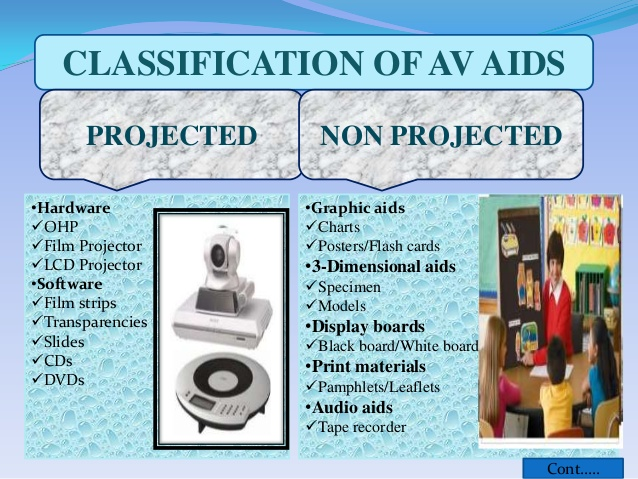 CLASSIFICATION OF AV AIDS
PROJECTED
NON PROJECTED
•Hardware
✓OHP
✓Film Projector
✓LCD Projector
•Software
✓Film strips
✓Transparencies
✓Slides
✓CDs
✓DVDs
•Graphic aids
✓Charts
✓Posters/Flash cards
•3-Dimensional aids
✓Specimen
✓Models
•Display boards
✓Black board/White board
•Print materials
✓Pamphlets/Leaflets
•Audio aids
✓Tape recorder
Cont.....